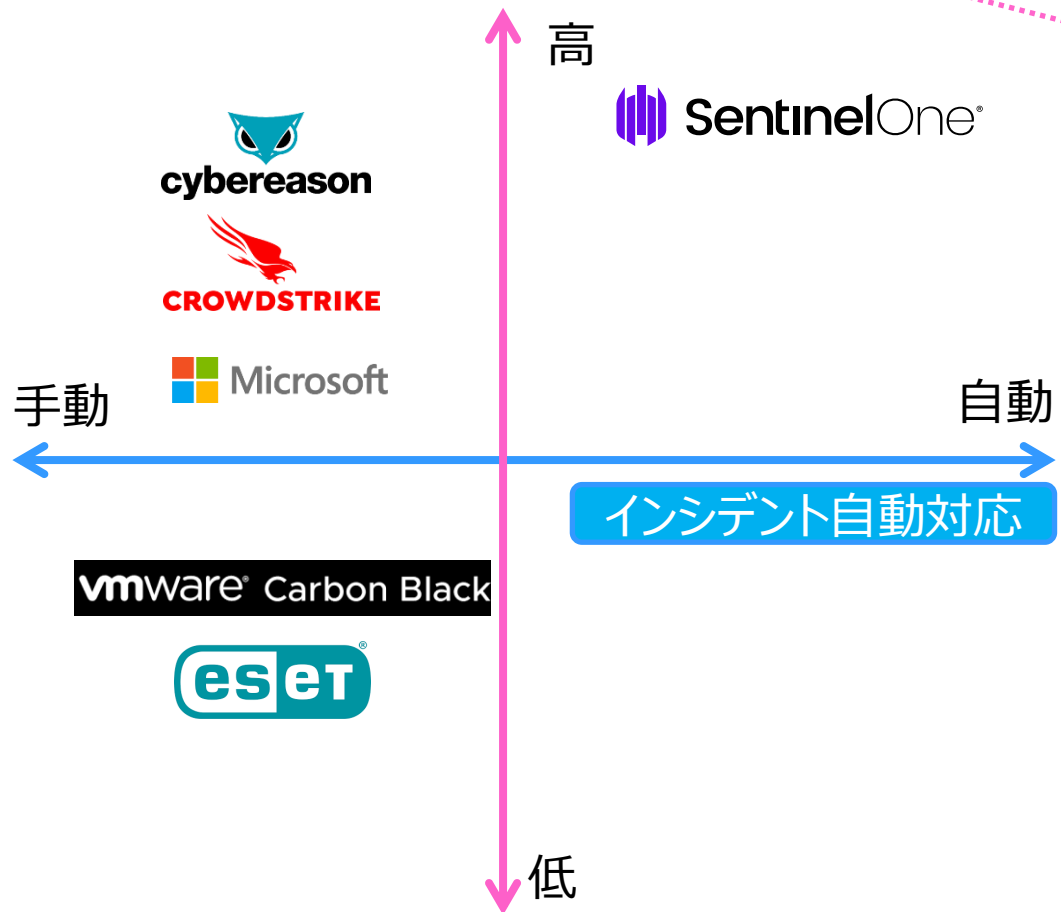 高
SentinelOne®
cybereason
CROWDSTRIKE
Microsoft
手動
自動
インシデント自動対応
vmware® Carbon Black
eseT®
低